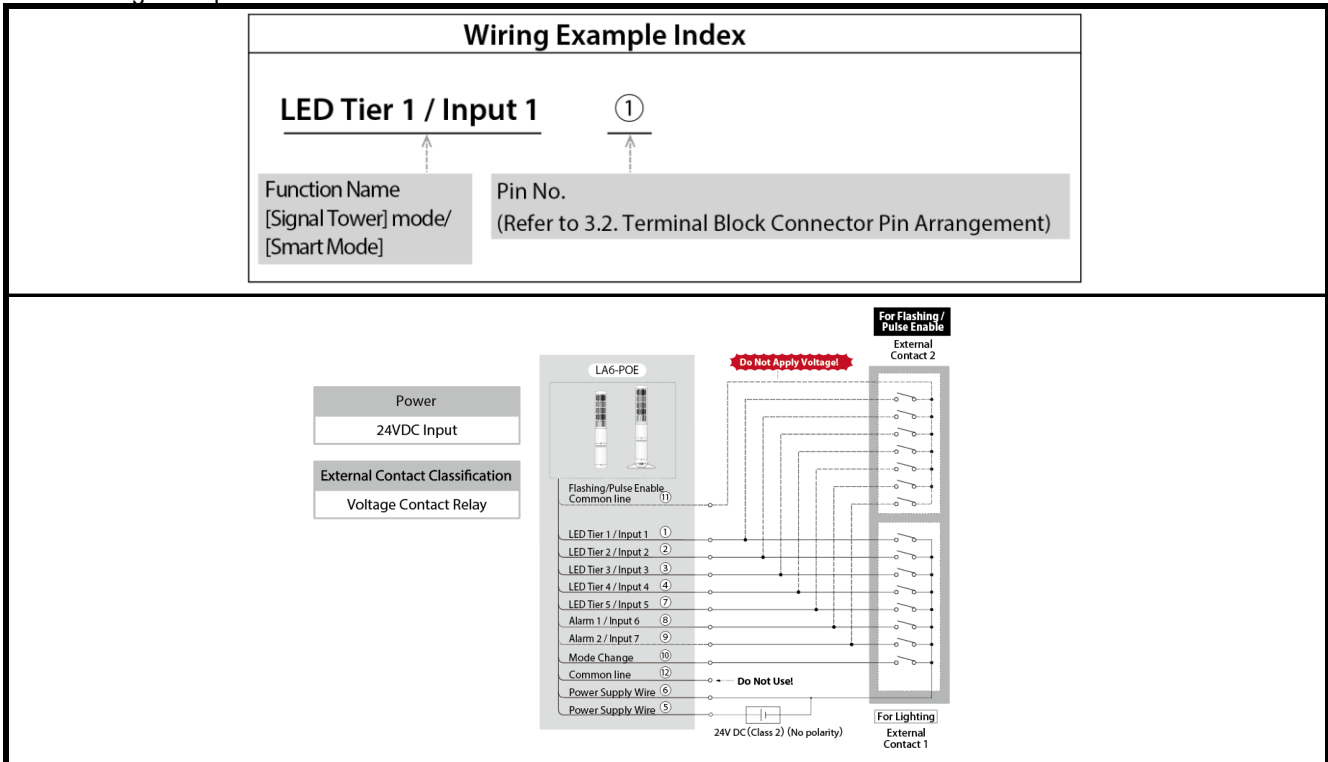 Wiring Example Index
LED Tier 1 / Input 1 ①
Function Name
[Signal Tower] mode/
[Smart Mode]
Pin No.
(Refer to 3.2. Terminal Block Connector Pin Arrangement)
For Flashing /
Pulse Enable
External
Contact 2
Do Not Apply Voltage!
LA6-POE
Power
24VDC Input
External Contact Classification
Voltage Contact Relay
Flashing/Pulse Enable
Common line ⑪
LED Tier 1 / Input 1 ①
LED Tier 2 / Input 2 ②
LED Tier 3 / Input 3 ③
LED Tier 4 / Input 4 ④
LED Tier 5 / Input 5 ⑦
Alarm 1 / Input 6 ⑧
Alarm 2 / Input 7 ⑨
Mode Change ⑩
Common line ⑫
Do Not Use!
Power Supply Wire ⑥
Power Supply Wire ⑤
24V DC (Class 2) (No polarity)
For Lighting
External
Contact 1